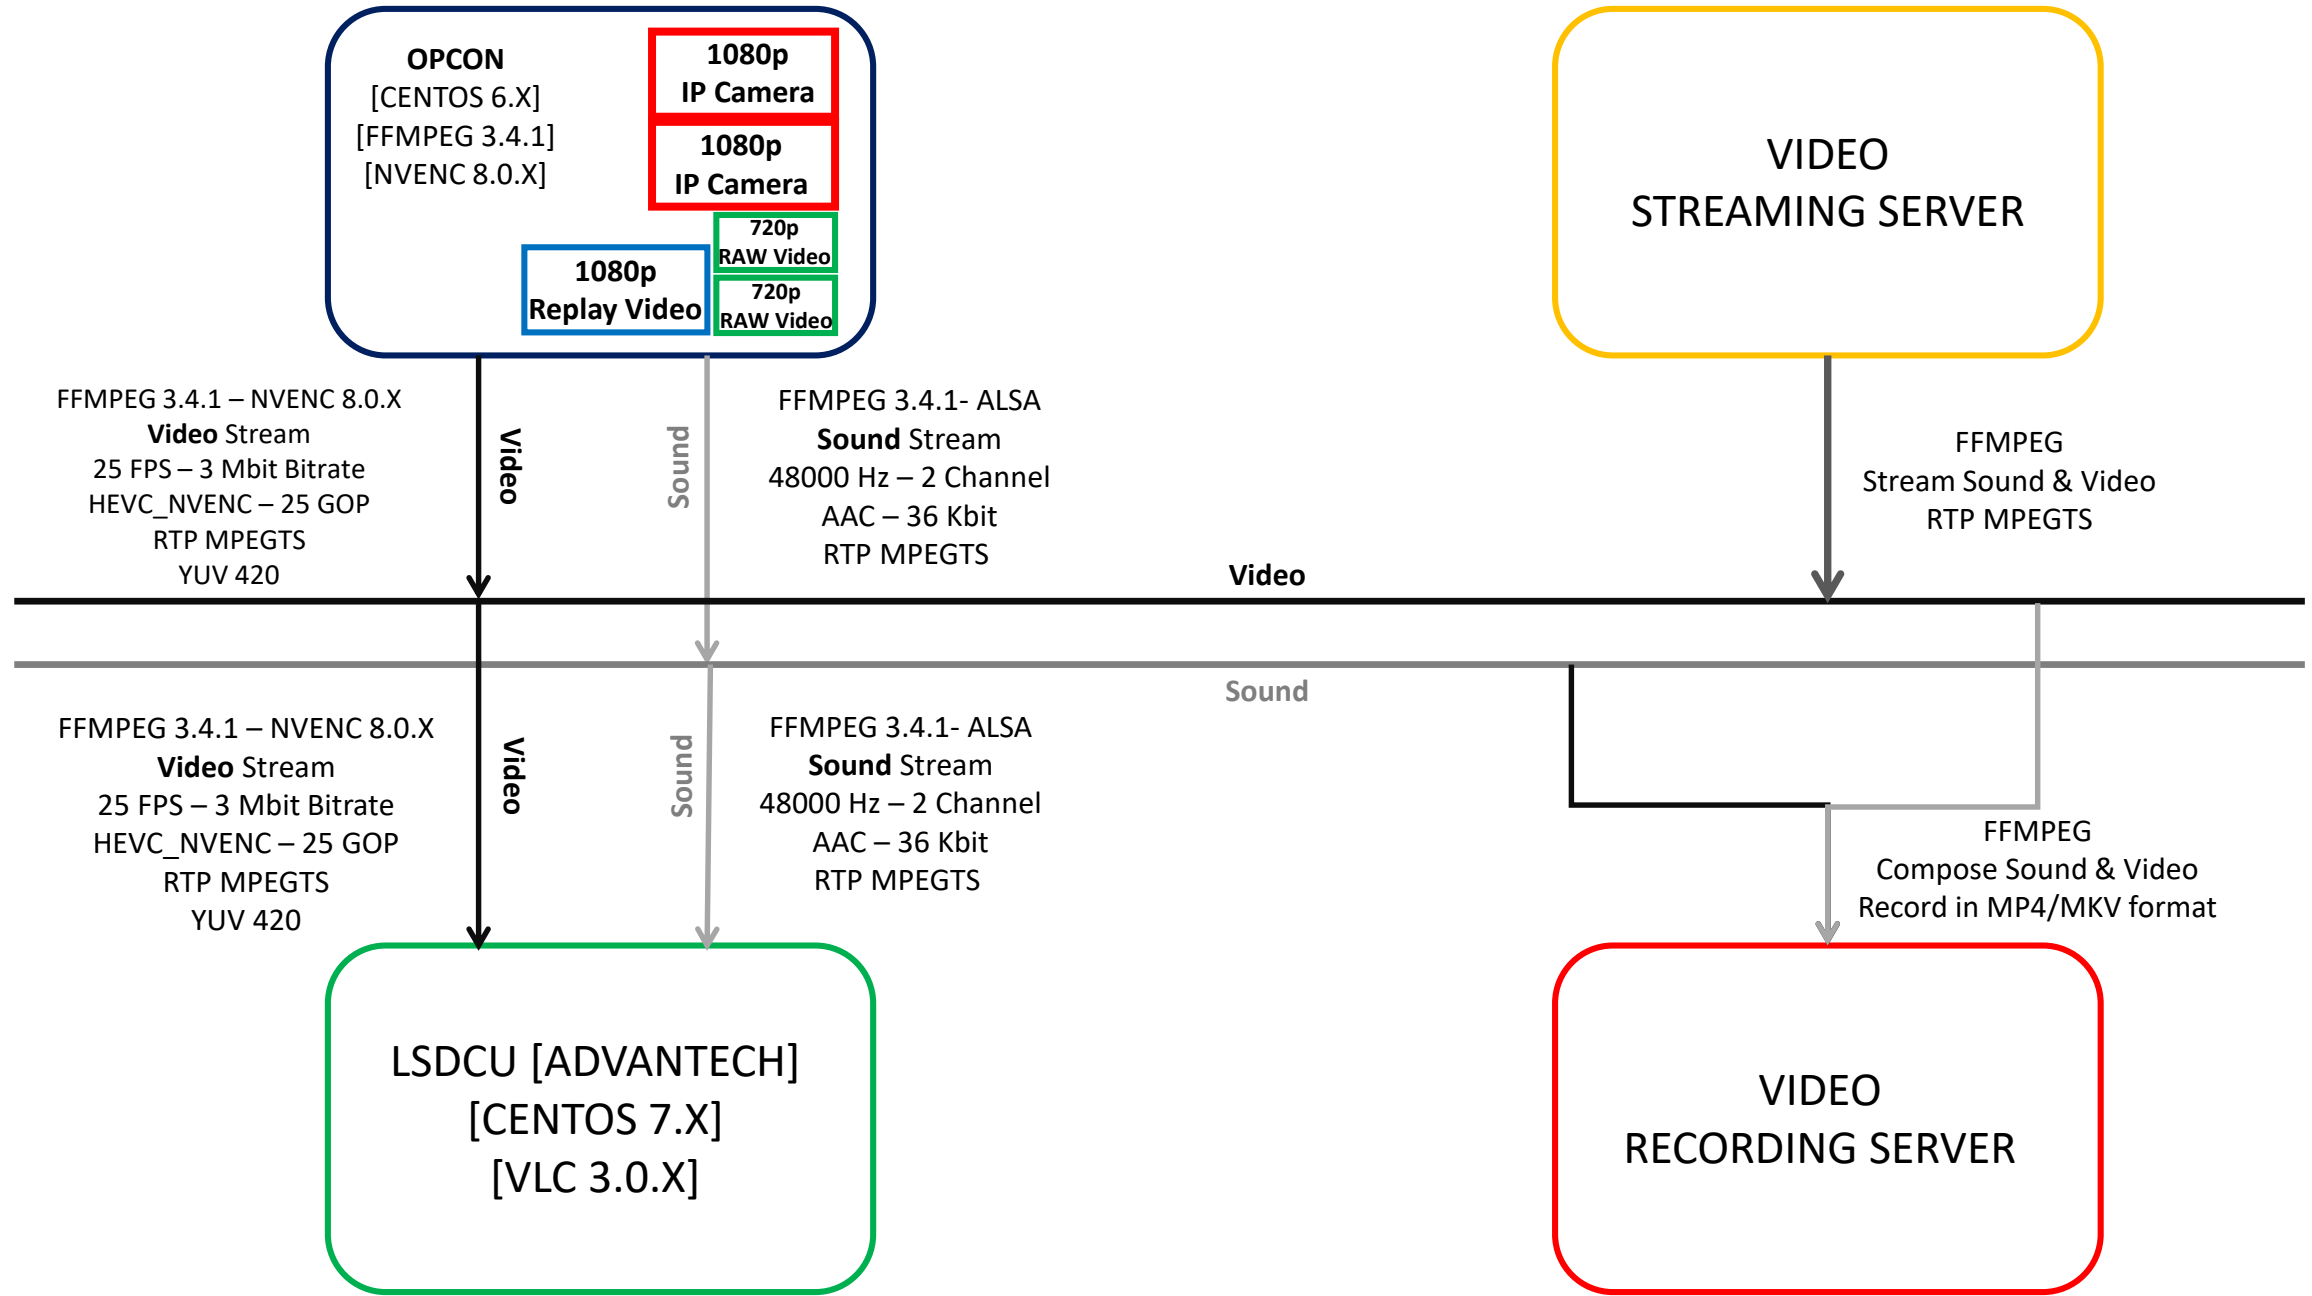 OPCON
[CENTOS 6.X]
[FFMPEG 3.4.1]
[NVENC 8.0.X]
1080p
IP Camera
1080p
IP Camera
720p
RAW Video
720p
RAW Video
1080p
Replay Video
VIDEO
STREAMING SERVER
FFMPEG 3.4.1 – NVENC 8.0.X
Video Stream
25 FPS – 3 Mbit Bitrate
HEVC_NVENC – 25 GOP
RTP MPEGTS
YUV 420
Video
Sound
FFMPEG 3.4.1- ALSA
Sound Stream
48000 Hz – 2 Channel
AAC – 36 Kbit
RTP MPEGTS
FFMPEG
Stream Sound & Video
RTP MPEGTS
Video
Sound
FFMPEG 3.4.1 – NVENC 8.0.X
Video Stream
25 FPS – 3 Mbit Bitrate
HEVC_NVENC – 25 GOP
RTP MPEGTS
YUV 420
Video
Sound
FFMPEG 3.4.1- ALSA
Sound Stream
48000 Hz – 2 Channel
AAC – 36 Kbit
RTP MPEGTS
FFMPEG
Compose Sound & Video
Record in MP4/MKV format
LSDCU [ADVANTECH]
[CENTOS 7.X]
[VLC 3.0.X]
VIDEO
RECORDING SERVER